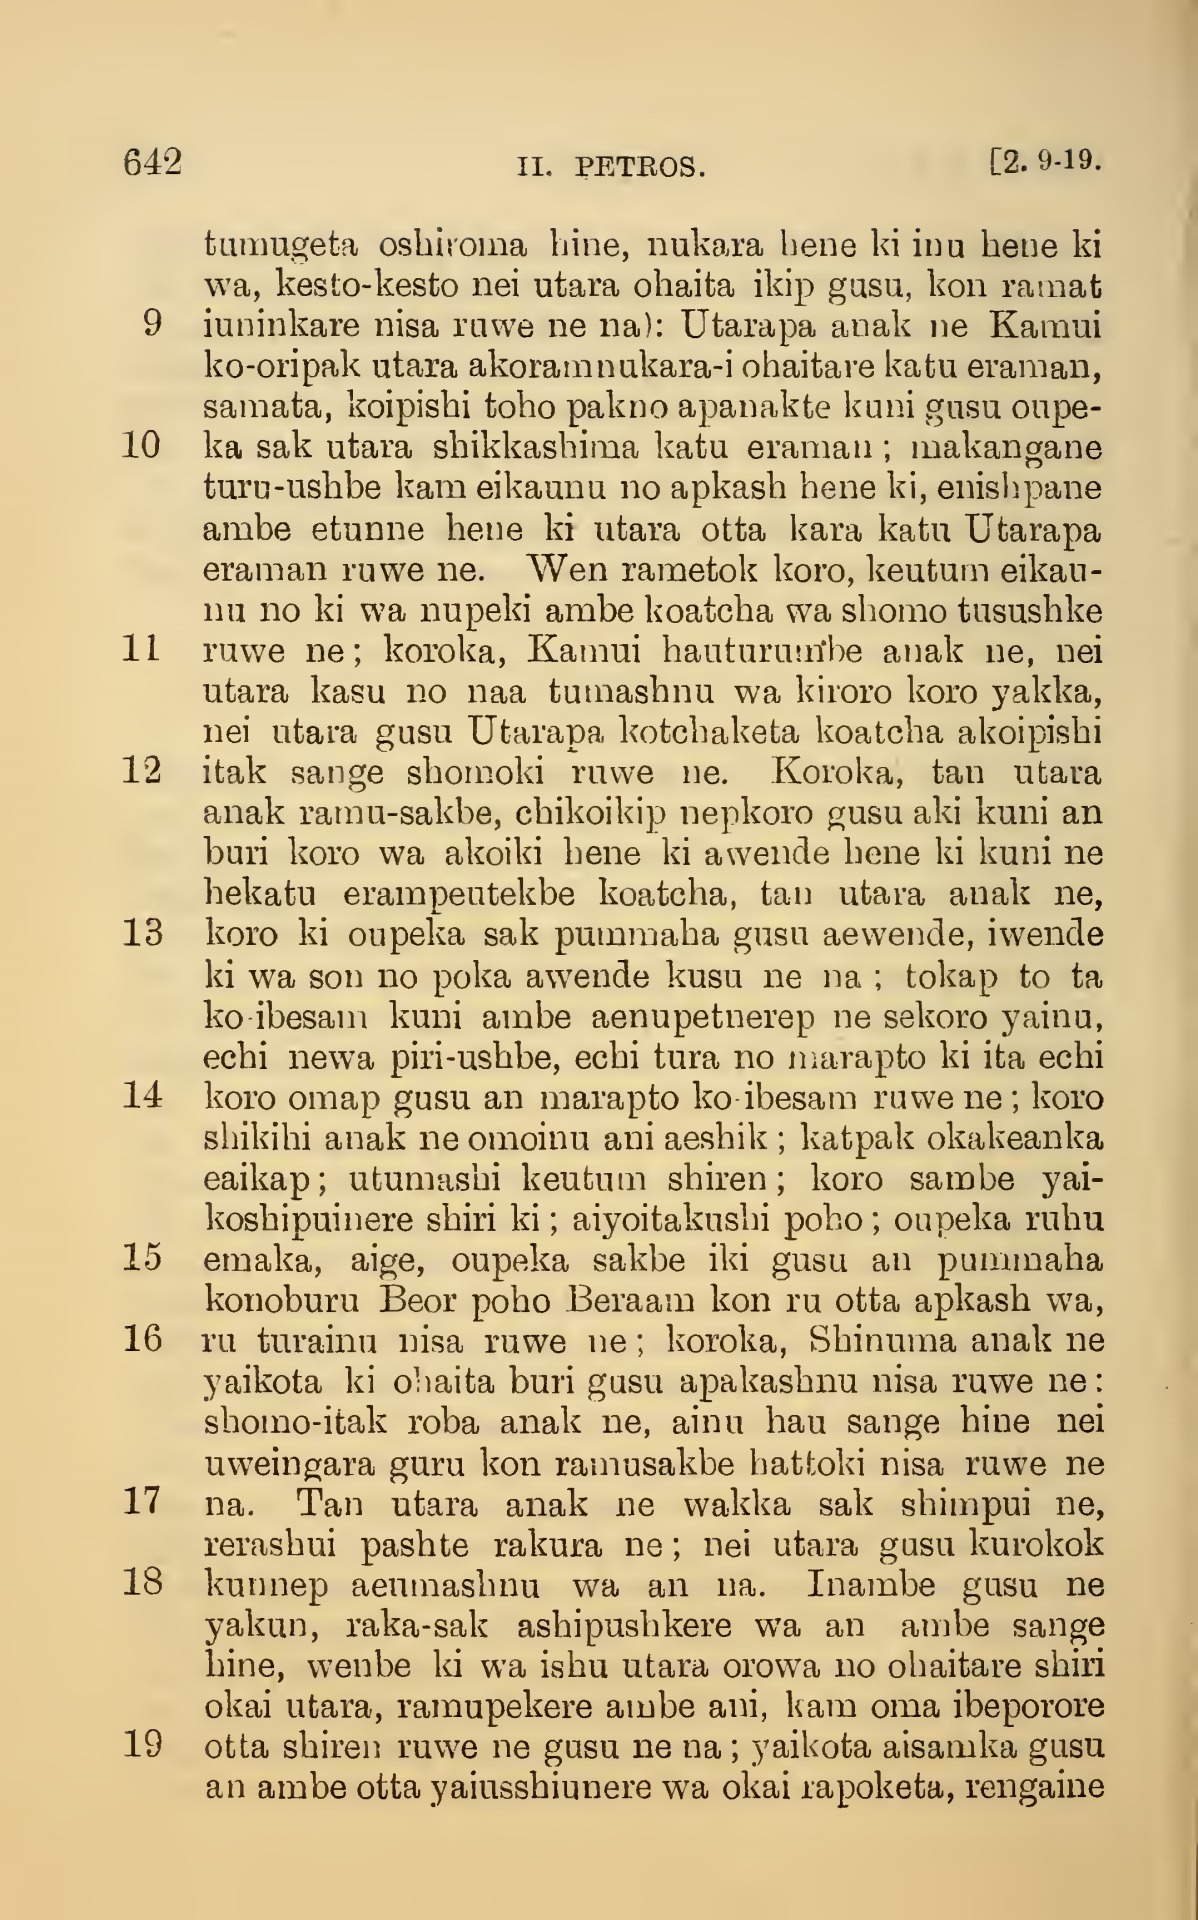 642 II. PETROS. [2. 9-19.
tumugeta oshiroma hine, nukara hene ki inu hene ki
wa, kesto-kesto nei utara ohaita ikip gusu, kon ramat
9 iuninkare nisa ruwe ne na): Utarapa anak ne Kamui
ko-oripak utara akoramnukara-i ohaitare katu eraman,
samata, koipishi toho pakno apanakte kuni gusu oupe-
10 ka sak utara shikkashima katu eraman ; makangane
turu-ushbe kam eikaunu no apkash hene ki, enishpane
ambe etunne hene ki utara otta kara katu Utarapa
eraman ruwe ne. Wen rametok koro, keutum eikau-
nu no ki wa nupeki ambe koatcha wa shomo tusushke
11 ruwe ne ; koroka, Kamui hauturumbe anak ne, nei
utara kasu no naa tumashnu wa kiroro koro yakka,
nei utara gusu Utarapa kotchaketa koatcha akoipishi
12 itak sange shomoki ruwe ne. Koroka, tan utara
anak ramu-sakbe, chikoikip nepkoro gusu aki kuni an
buri koro wa akoiki hene ki awende hene ki kuni ne
hekatu erampeutekbe koatcha, tan utara anak ne,
13 koro ki oupeka sak pummaha gusu aewende, iwende
ki wa son no poka awende kusu ne na ; tokap to ta
ko-ibesam kuni ambe aenupetnerep ne sekoro yainu,
echi newa piri-ushbe, echi tura no marapto ki ita echi
14 koro omap gusu an marapto ko-ibesam ruwe ne ; koro
shikihi anak ne omoinu ani aeshik ; katpak okakeanka
eaikap ; utumashi keutum shiren ; koro sambe yai-
koshipuinere shiri ki ; aiyoitakushi poho ; oupeka ruhu
15 emaka, aige, oupeka sakbe iki gusu an pummaha
konoburu Beor poho Beraam kon ru otta apkash wa,
16 ru turainu nisa ruwe ne ; koroka, Shinuma anak ne
yaikota ki ohaita buri gusu apakashnu nisa ruwe ne :
shomo-itak roba anak ne, ainu hau sange hine nei
uweingara guru kon ramusakbe hattoki nisa ruwe ne
17 na. Tan utara anak ne wakka sak shimpui ne,
rerashui pashte rakura ne ; nei utara gusu kurokok
18 kunnep aeumashnu wa an na. Inambe gusu ne
yakun, raka-sak ashipushkere wa an ambe sange
hine, wenbe ki wa ishu utara orowa no ohaitare shiri
okai utara, ramupekere ambe ani, kam oma ibeporore
19 otta shiren ruwe ne gusu ne na ; yaikota aisamka gusu
an ambe otta yaiusshiunere wa okai rapoketa, rengaine